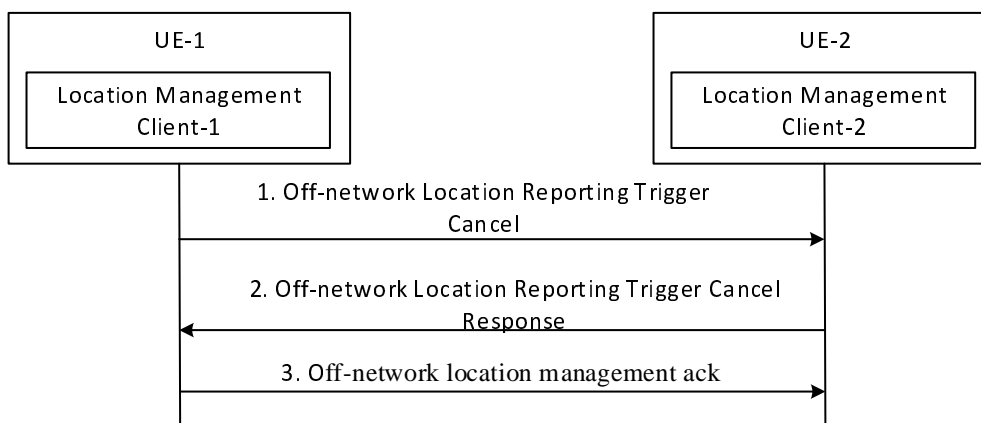 UE-1
UE-2
Location Management
Client-1
Location Management
Client-2
1. Off-network Location Reporting Trigger
Cancel
2. Off-network Location Reporting Trigger Cancel
Response
3. Off-network location management ack